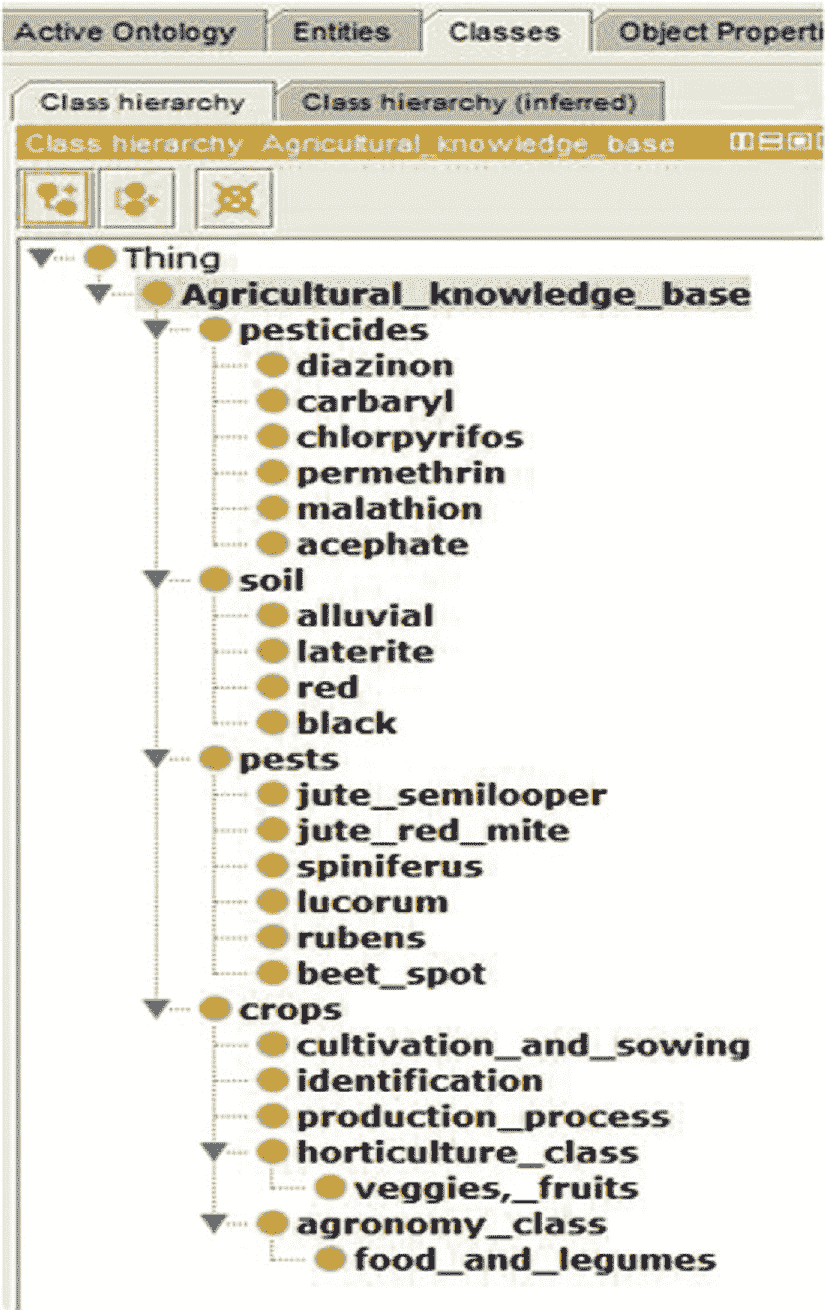 Active Ontology Entities Classes Object Properti
Class hierarchy Class hierarchy (inferred)
Class hierarchy Agricultural_knowledge_base
Thing
Agricultural_knowledge_base
pesticides
diazinon
carbaryl
chlorpyrifos
permethrin
malathion
acephate
soil
alluvial
laterite
red
black
pests
jute_semilooper
jute_red_mite
spiniferus
lucorum
rubens
beet_spot
crops
cultivation_and_sowing
identification
production_process
horticulture_class
veggies,_fruits
agronomy_class
food_and_legumes